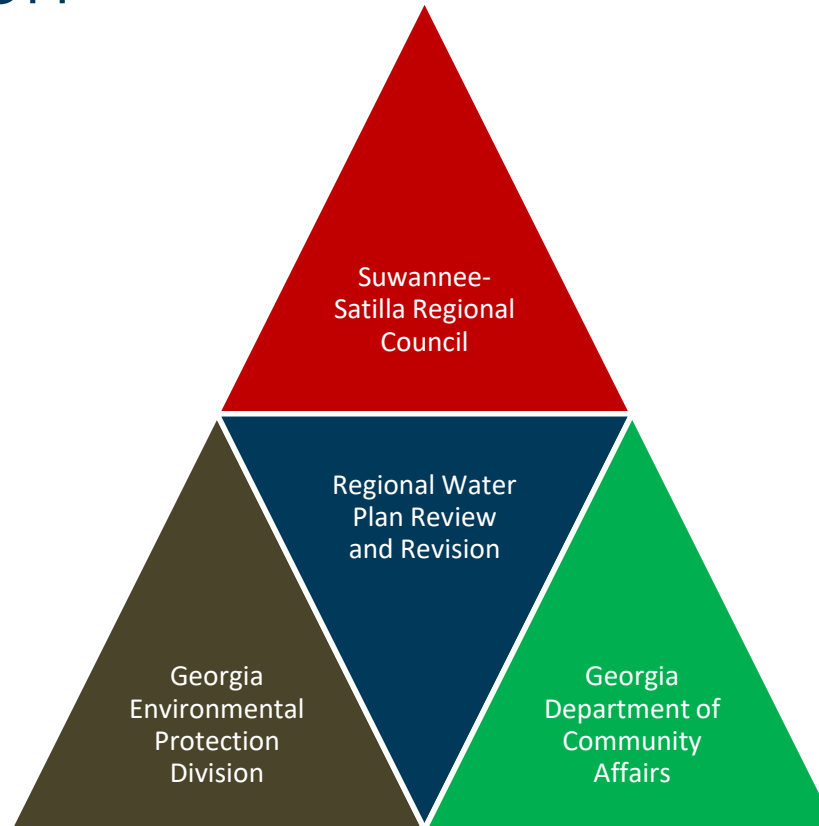 Suwannee-
Satilla Regional
Council
Regional Water
Plan Review
and Revision
Georgia
Environmental
Protection
Division
Georgia
Department of
Community
Affairs